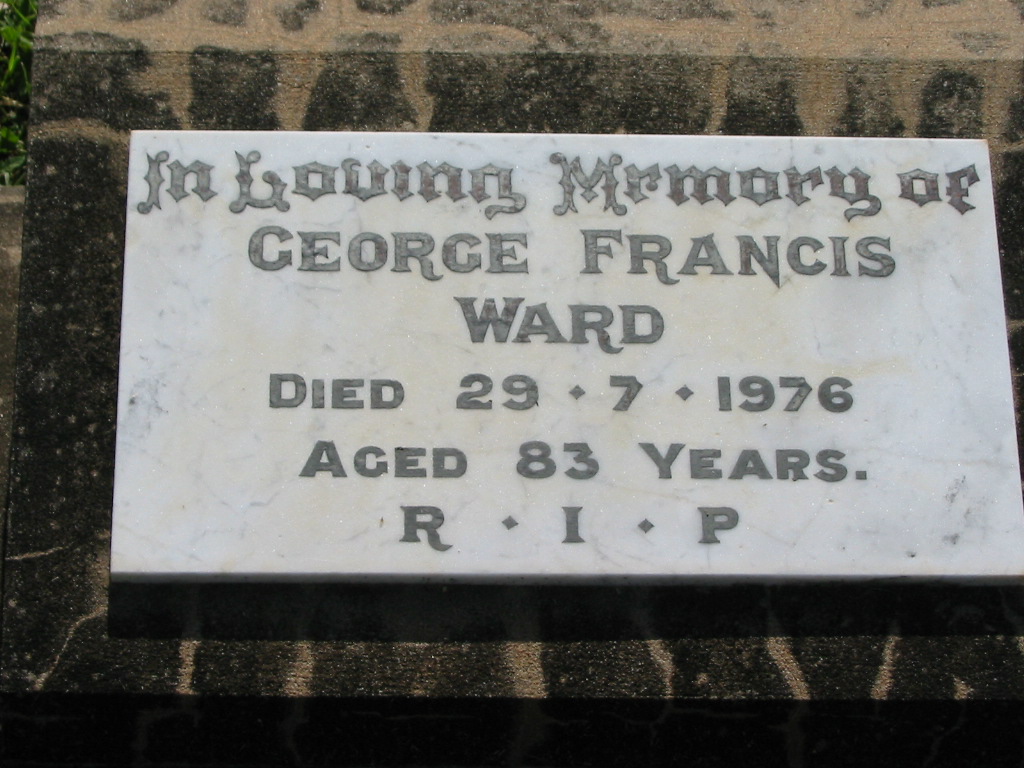 In Loving Memory of
GEORGE FRANCIS
WARD
DIED 29 · 7 · 1976
AGED 83 YEARS.
R · I · P